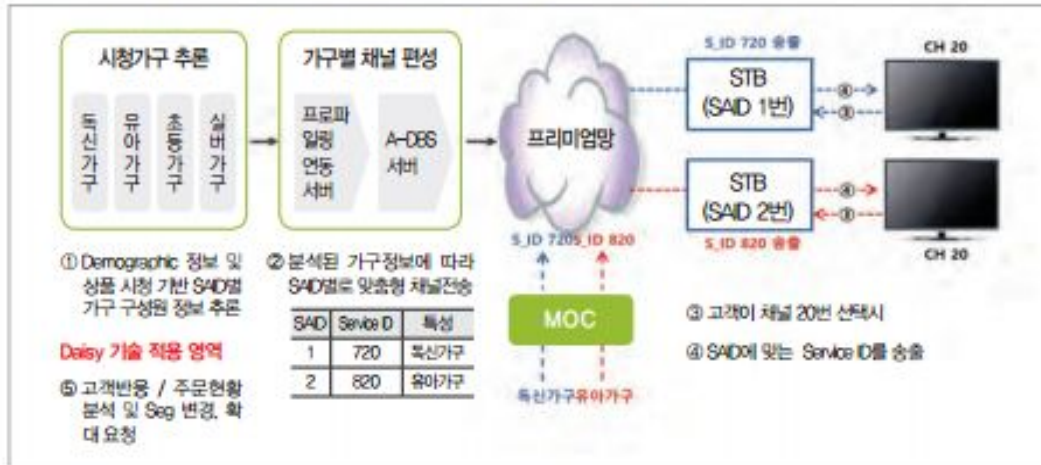 시청가구 추론
독신가구
유아가구
초등가구
실버가구
가구별 채널 편성
프로파
일링
연동
서버
A-DBS
서버
프리미엄망
S_ID 720 송출
STB
(SAID 1번)
④
③
CH 20
STB
(SAID 2번)
④
③
S_ID 820 송출
CH 20
S_ID 720
S_ID 820
MOC
독신가구
유아가구
① Demographic 정보 및
상품 시청 기반 SAID별
가구 구성원 정보 추론
Daisy 기술 적용 영역
⑤ 고객반응 / 주문현황
분석 및 Seg 변경, 확
대 요청
② 분석된 가구정보에 따라
SAID별로 맞춤형 채널전송
SAID Service ID 특성
1 720 독신가구
2 820 유아가구
③ 고객이 채널 20번 선택시
④ SAID에 맞는 Service ID를 송출